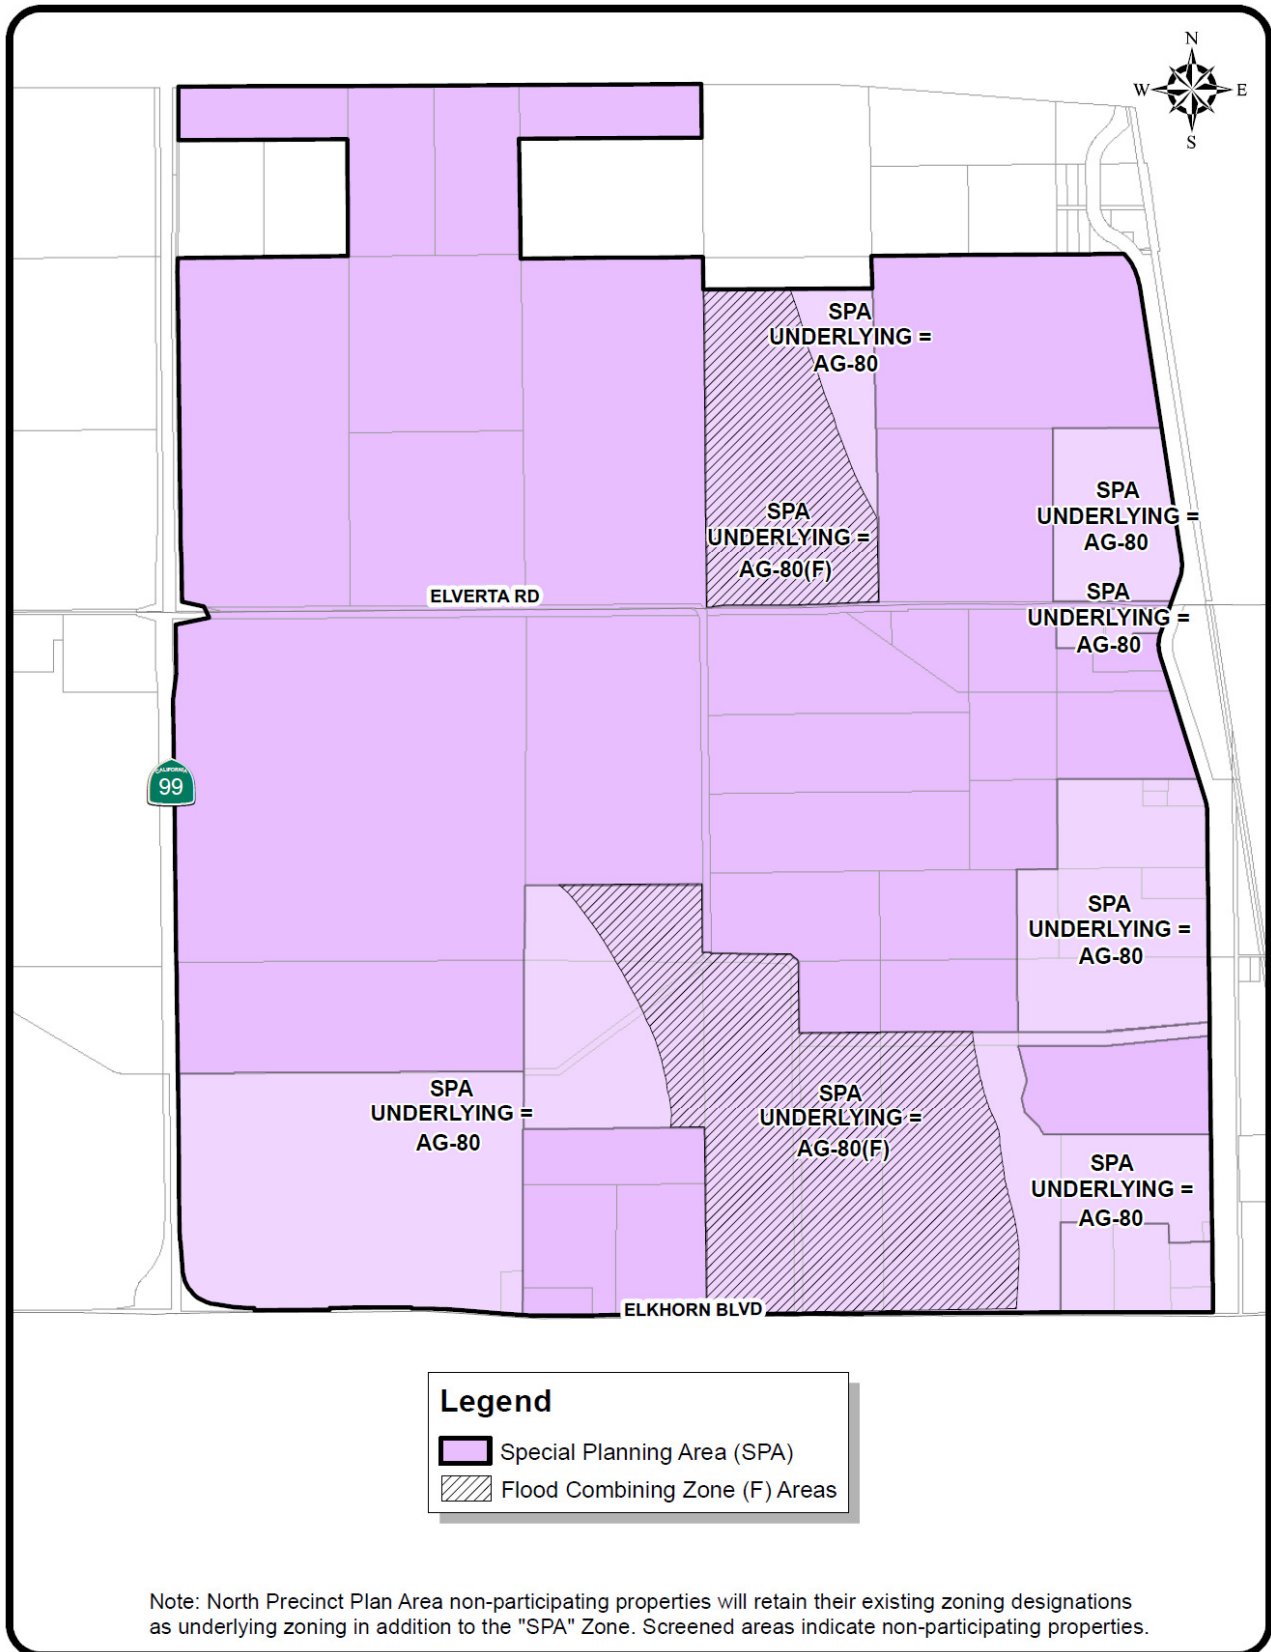 N
W
E
S
SPA
UNDERLYING =
AG-80
SPA
UNDERLYING =
AG-80
SPA
UNDERLYING =
AG-80(F)
ELVERTA RD
SPA
UNDERLYING =
AG-80
CALIFORNIA
99
SPA
UNDERLYING =
AG-80
SPA
UNDERLYING =
AG-80
SPA
UNDERLYING =
AG-80(F)
SPA
UNDERLYING =
AG-80
ELKHORN BLVD
Legend
Special Planning Area (SPA)
Flood Combining Zone (F) Areas
Note: North Precinct Plan Area non-participating properties will retain their existing zoning designations
as underlying zoning in addition to the "SPA" Zone. Screened areas indicate non-participating properties.